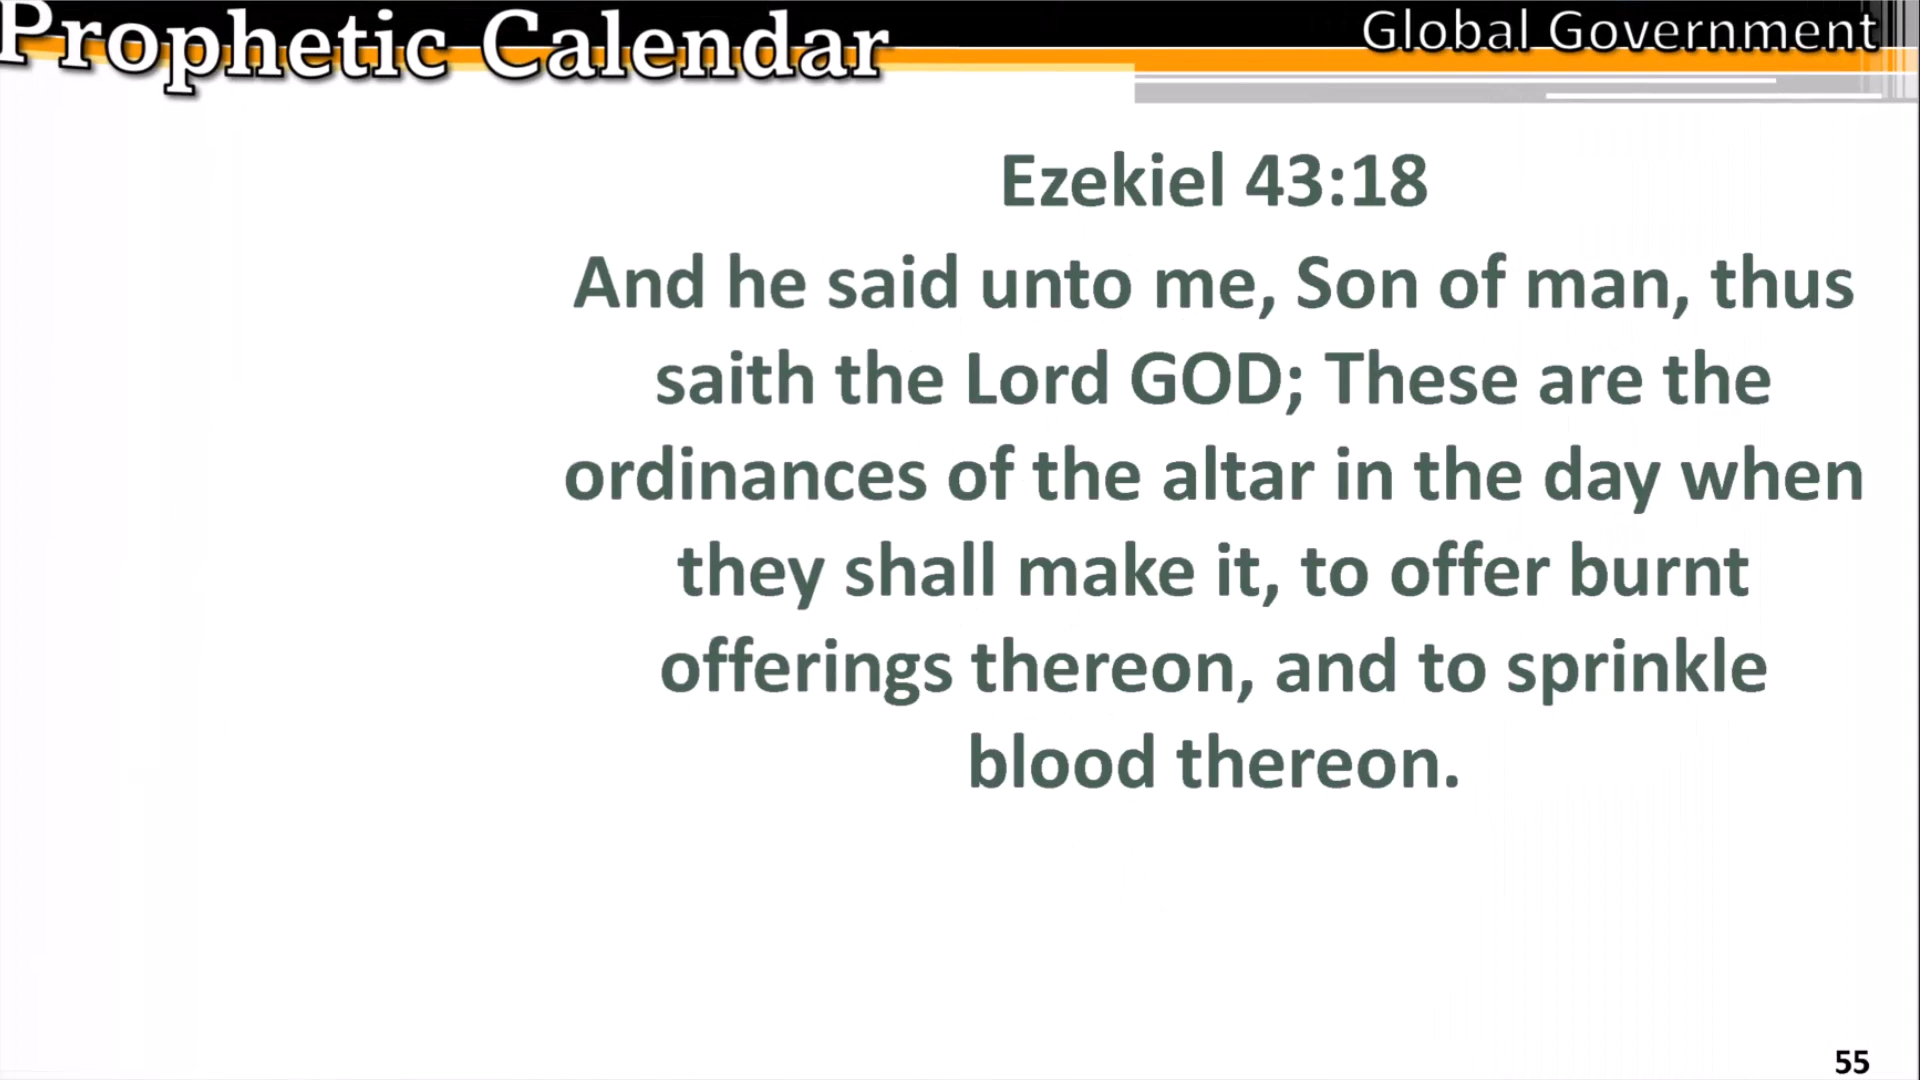 Prophetic Calendar
Global Government
Ezekiel 43:18
And he said unto me, Son of man, thus
saith the Lord GOD; These are the
ordinances of the altar in the day when
they shall make it, to offer burnt
offerings thereon, and to sprinkle
blood thereon.
55